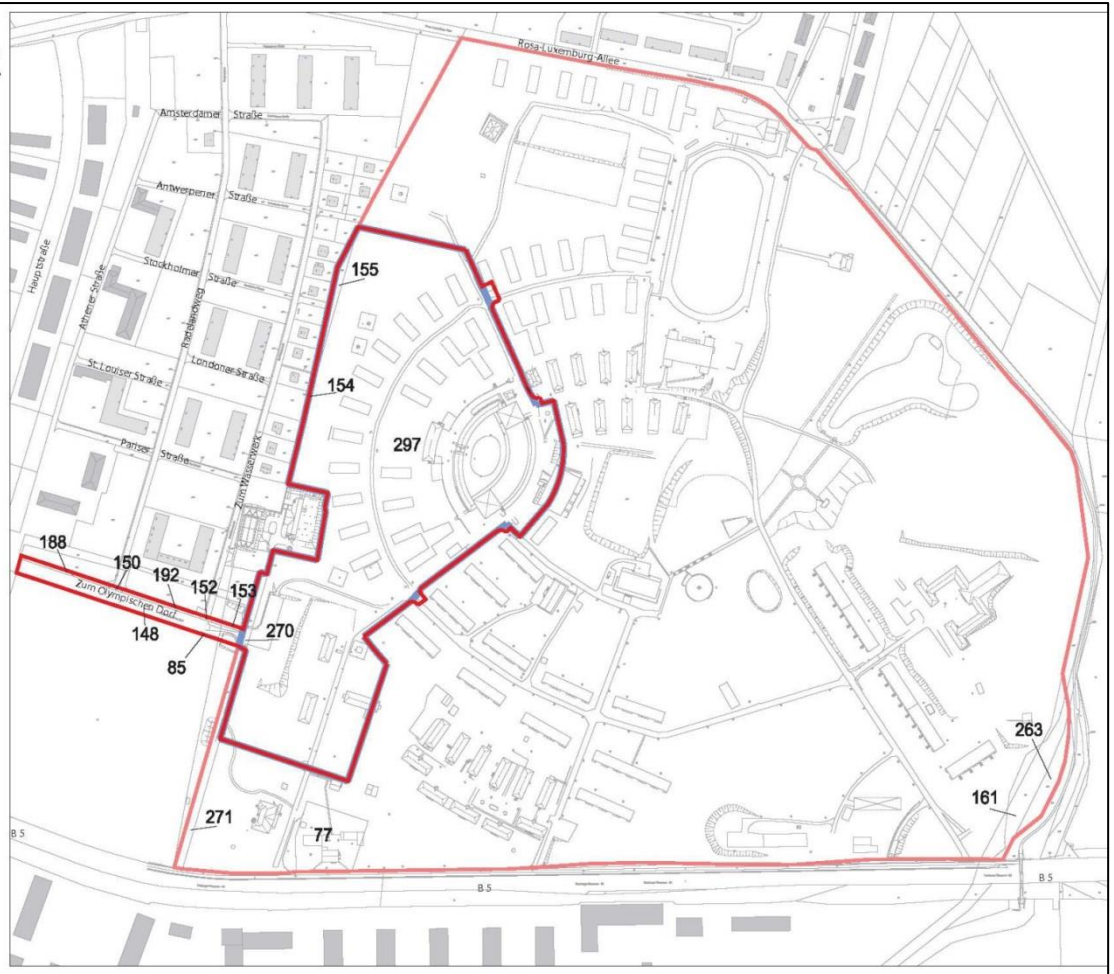 Rosa-Luxemburg-Allee
Amsterdamer Straße
Antwerpener Straße
Hauptstraße
Athener Straße
Stockholmer Straße
Radelandweg
155
St. Louiser Straße
Londoner Straße
154
297
Pariser Straße
Zum Wasserwerk
188
150
192
152
153
Zum Olympischen Dorf
148
270
85
263
161
271
77
B 5
B 5
B 5